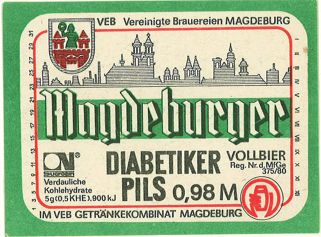 VEB Vereinigte Brauereien MAGDEBURG
Magdeburger
DIABETIKER
PILS 0,98 M
VOLLBIER
Reg. Nr. d. MfGe
375/80
Verdauliche
Kohlehydrate
5g(0,5 KHE).900 kJ
IM VEB GETRÄNKEKOMBINAT MAGDEBURG